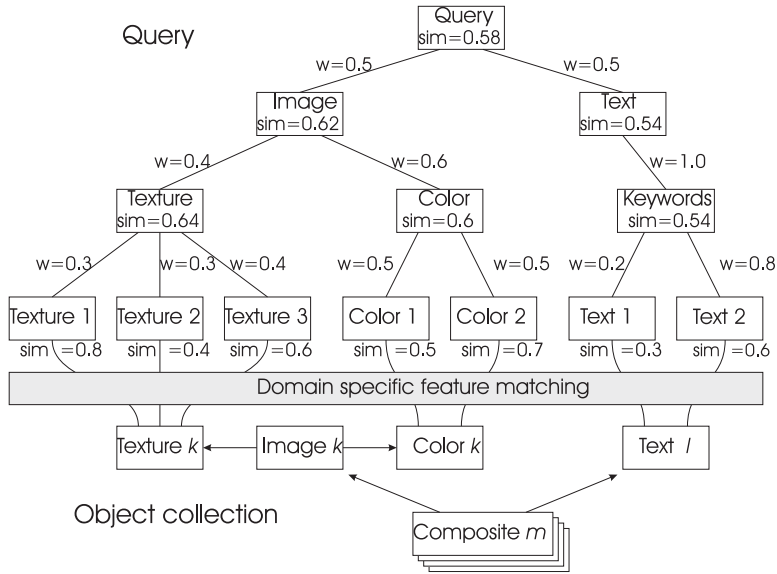 Query
Query
sim=0.58
w=0.5
w=0.5
Image
sim=0.62
Text
sim=0.54
w=0.4
w=0.6
w=1.0
Texture
sim=0.64
Color
sim=0.6
Keywords
sim=0.54
w=0.3
w=0.3
w=0.4
w=0.5
w=0.5
w=0.2
w=0.8
Texture 1
Texture 2
Texture 3
Color 1
Color 2
Text 1
Text 2
sim =0.8
sim =0.4
sim =0.6
sim =0.5
sim =0.7
sim =0.3
sim =0.6
Domain specific feature matching
Texture k
Image k
Color k
Text l
Object collection
Composite m